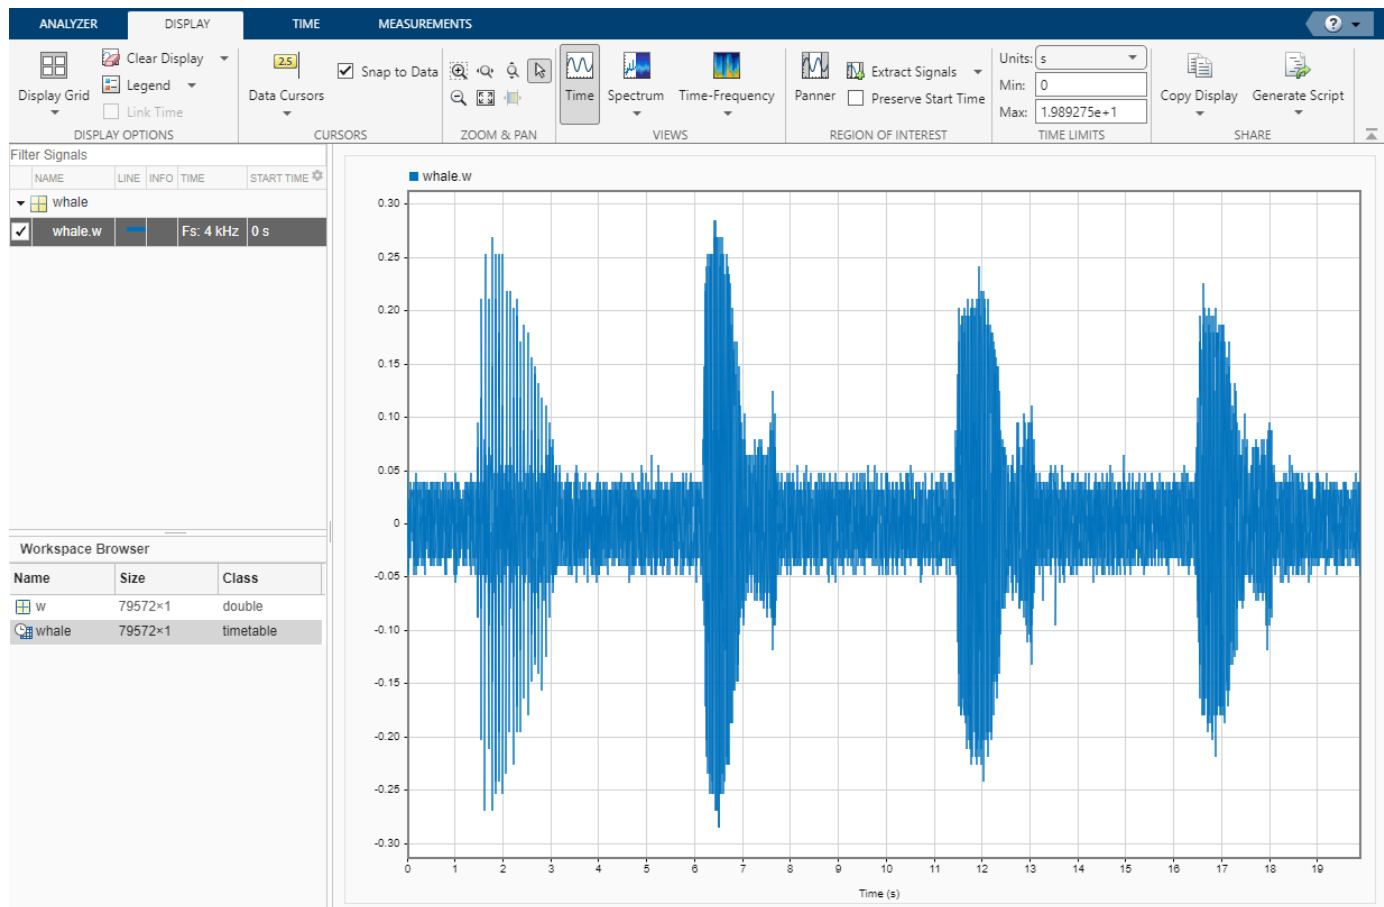 ANALYZER DISPLAY TIME MEASUREMENTS ?
Display Grid
Clear Display
Legend
Link Time
DISPLAY OPTIONS
2.5
Data Cursors
Snap to Data
CURSORS
ZOOM & PAN
Time
Spectrum
Time-Frequency
VIEWS
Panner
Extract Signals
Preserve Start Time
REGION OF INTEREST
Units: s
Min: 0
Max: 1.989275e+1
TIME LIMITS
Copy Display
Generate Script
SHARE
Filter Signals
NAME LINE INFO TIME START TIME
whale
whale.w Fs: 4 kHz 0 s
Workspace Browser
Name Size Class
w 79572×1 double
whale 79572×1 timetable
whale.w
0.30
0.25
0.20
0.15
0.10
0.05
0
-0.05
-0.10
-0.15
-0.20
-0.25
-0.30
0 1 2 3 4 5 6 7 8 9 10 11 12 13 14 15 16 17 18 19
Time (s)